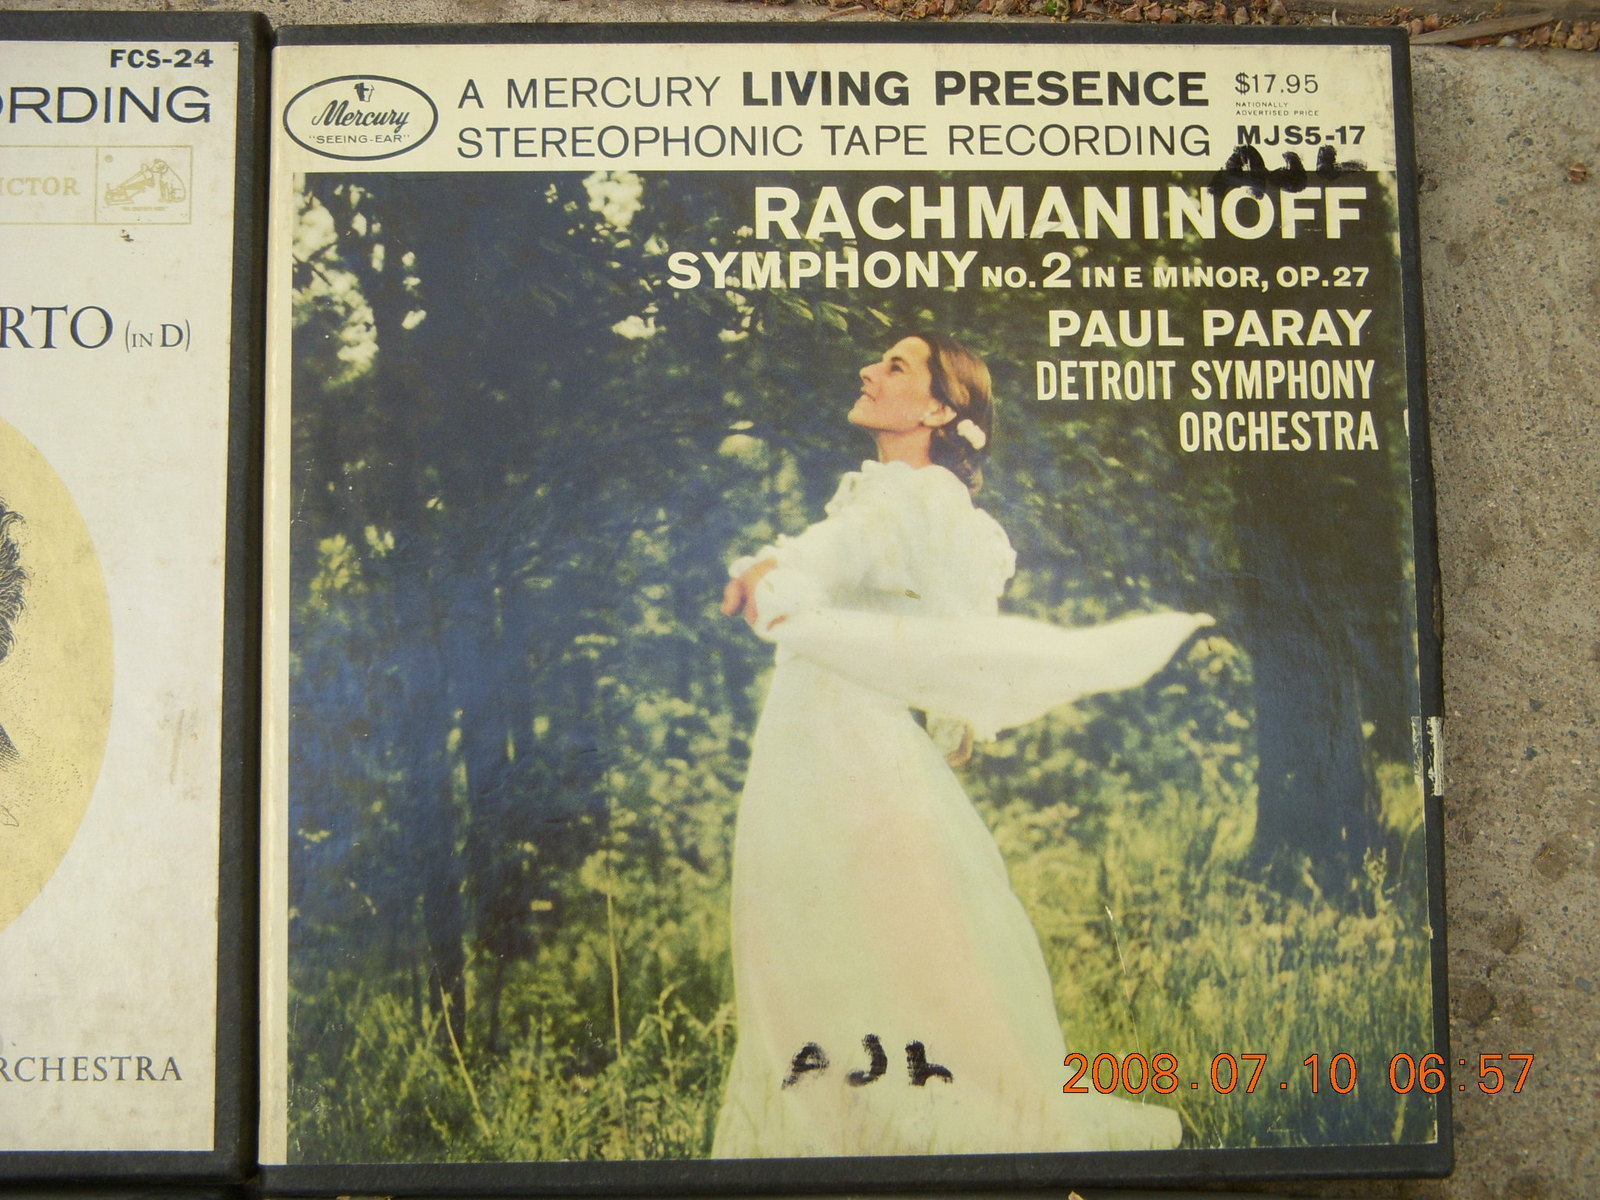 FCS-24
ORDING
ICTOR
RTO (IN D)
RCHESTRA
Mercury
"SEEING-EAR"
A MERCURY LIVING PRESENCE
STEREOPHONIC TAPE RECORDING
$17.95
NATIONALLY
ADVERTISED PRICE
MJS5-17
AJL
RACHMANINOFF
SYMPHONY NO. 2 IN E MINOR, OP. 27
PAUL PARAY
DETROIT SYMPHONY
ORCHESTRA
AJL
2008.07.10 06:57